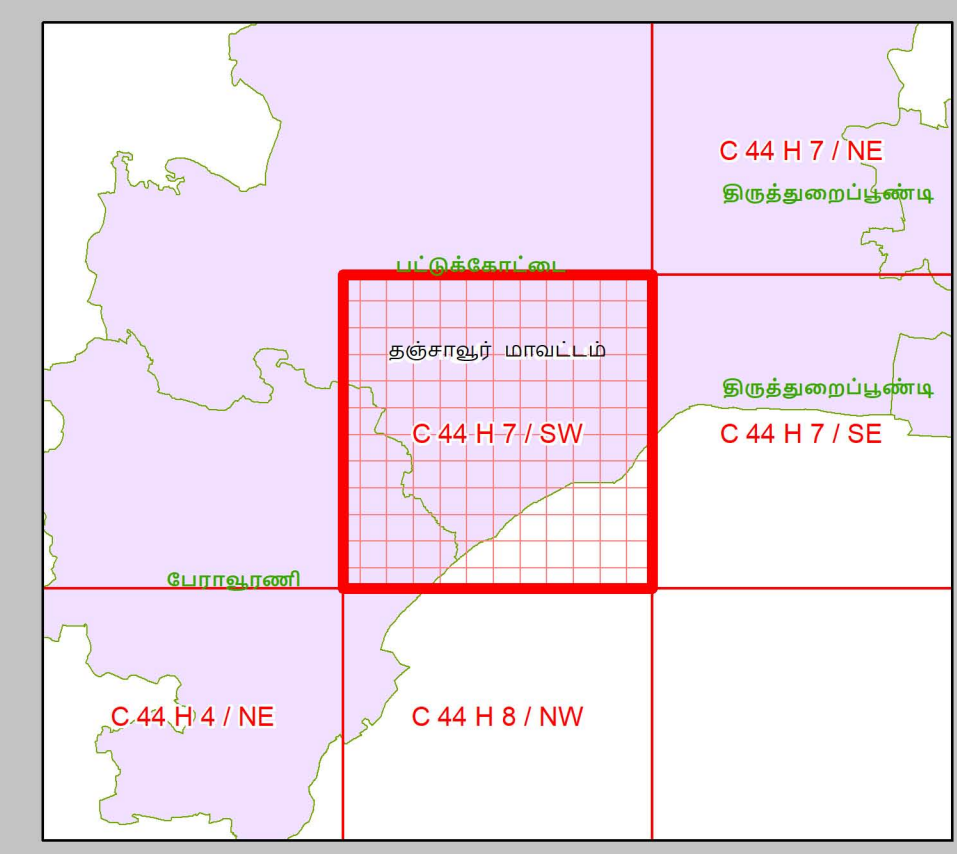 C 44 H 7 / NE
திருத்துறைப்பூண்டி
பட்டுக்கோட்டை
தஞ்சாவூர் மாவட்டம்
திருத்துறைப்பூண்டி
C 44 H 7 / SW
C 44 H 7 / SE
பேராவூரணி
C 44 H 4 / NE
C 44 H 8 / NW